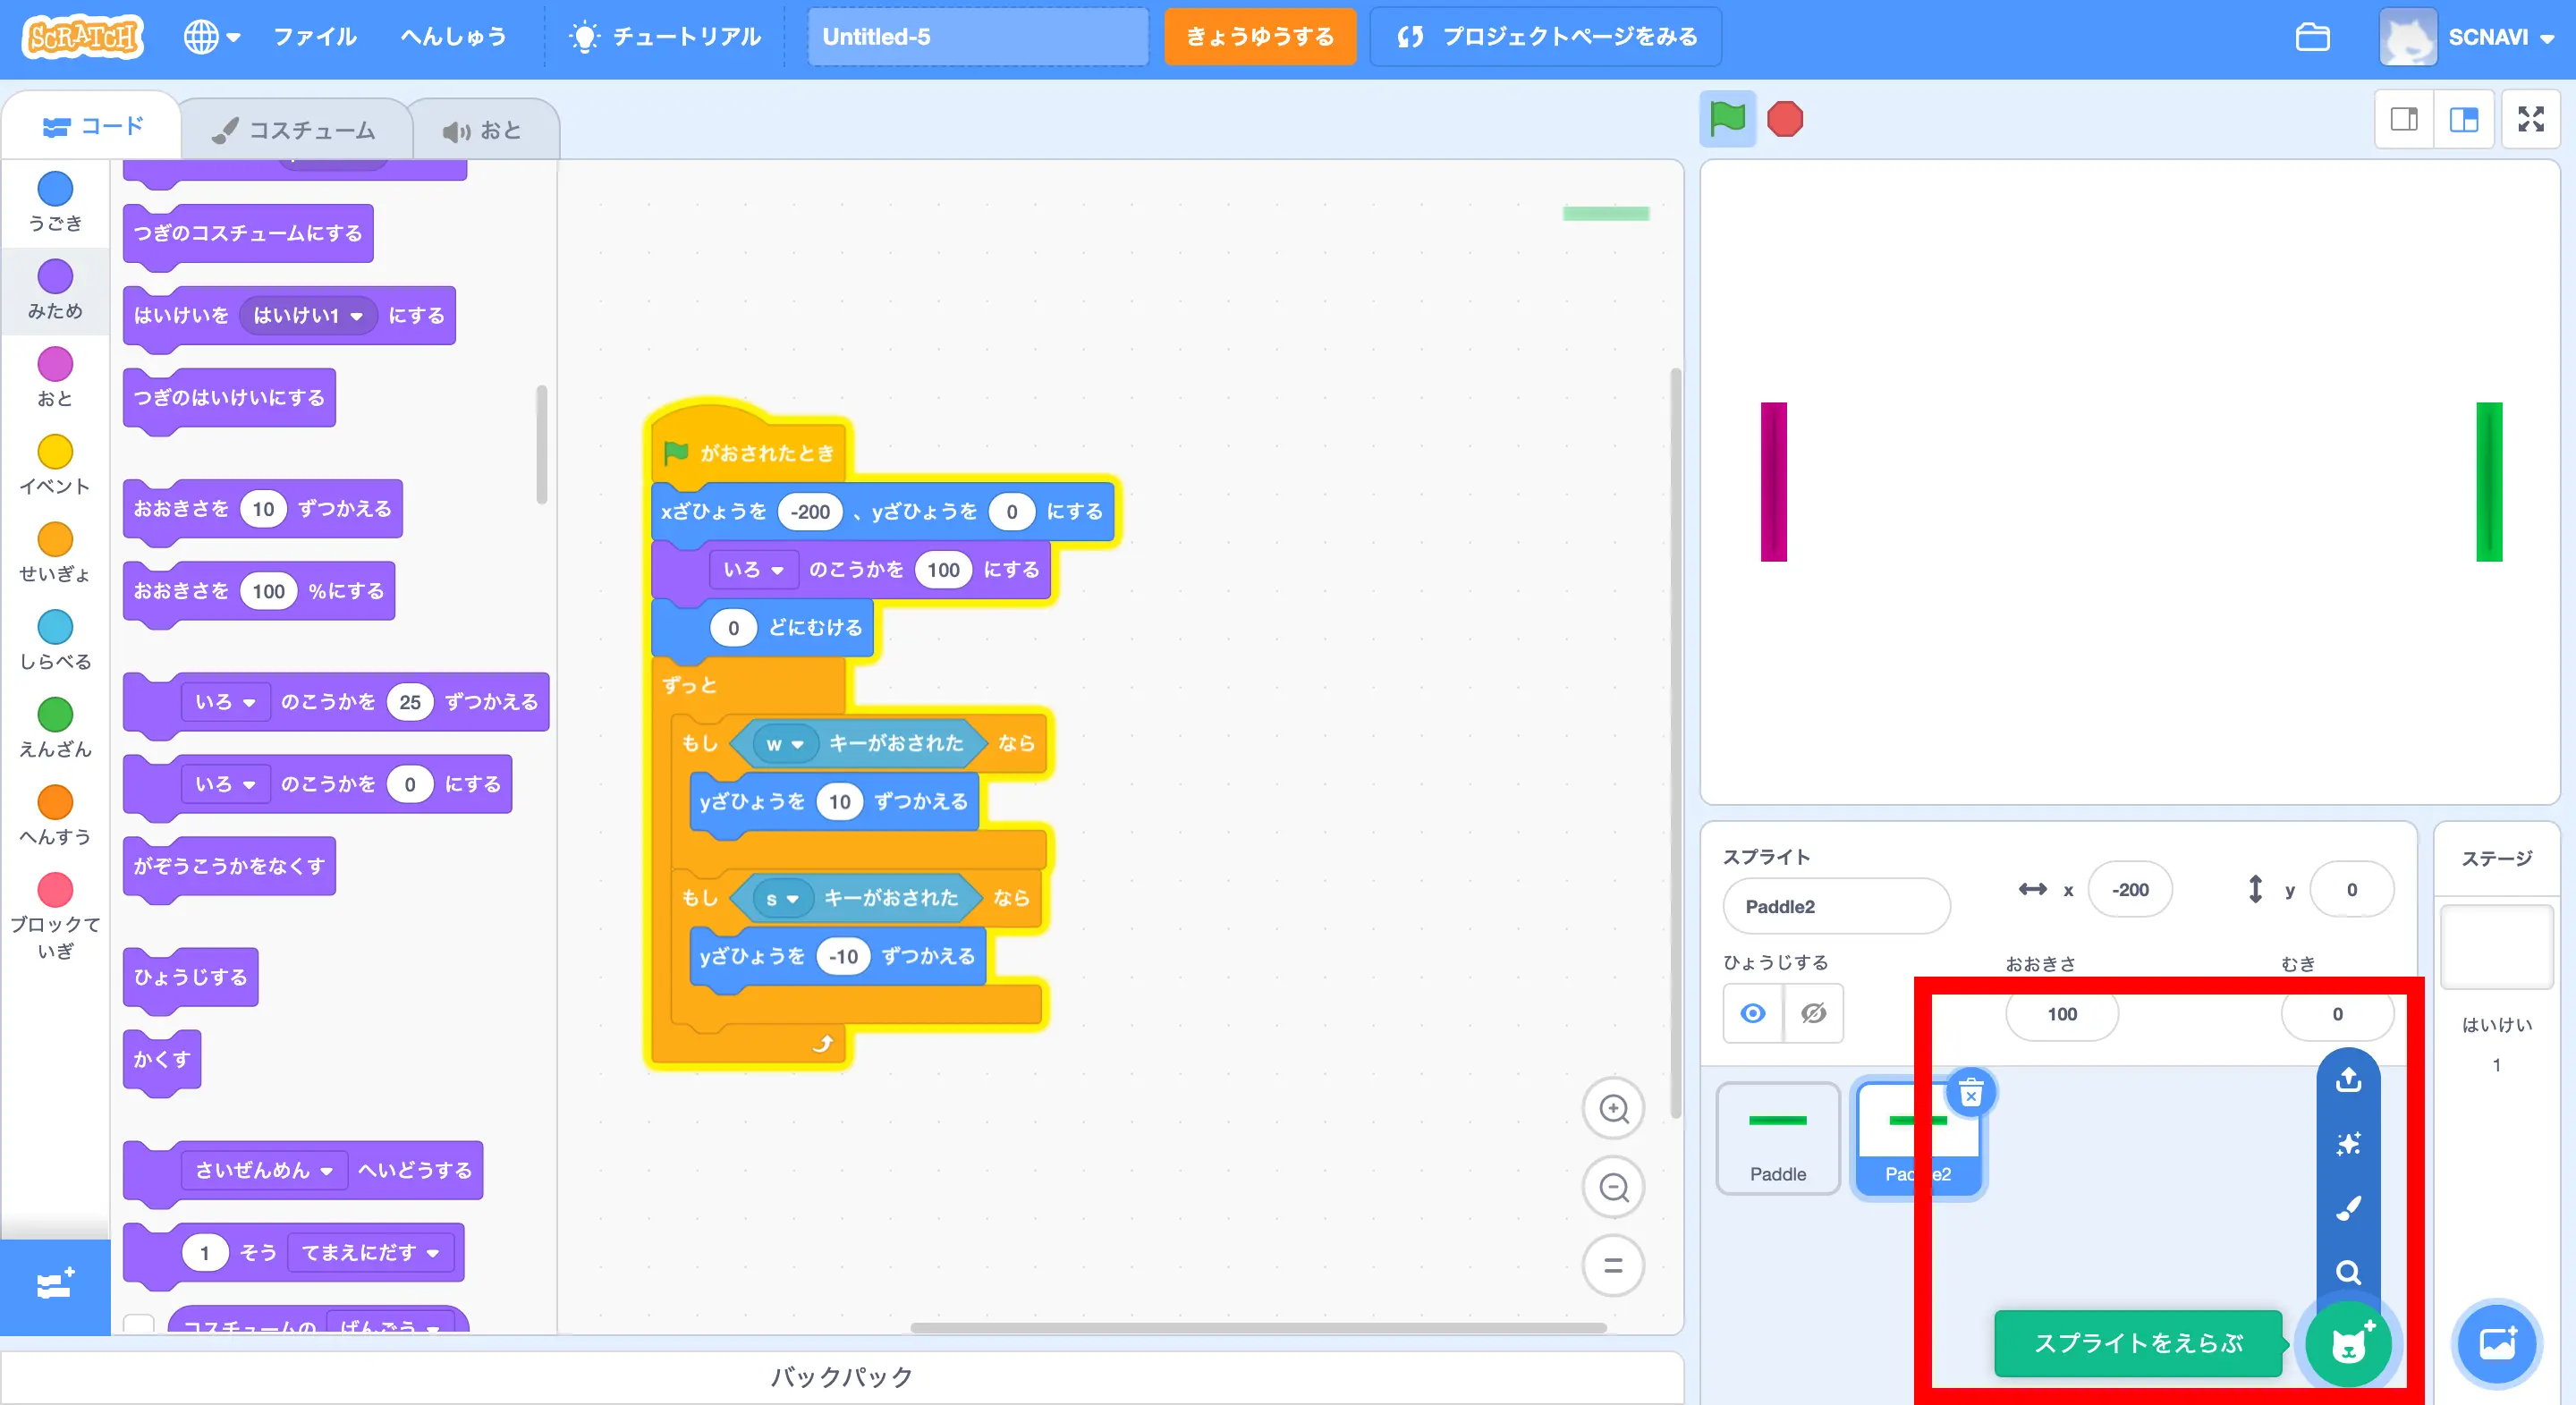 SCRATCH
ファイル
へんしゅう
チュートリアル
Untitled-5
きょうゆうする
プロジェクトページをみる
SCNAVI
コード
コスチューム
おと
うごき
みため
おと
イベント
せいぎょ
しらべる
えんざん
へんすう
ブロックて
いぎ
つぎのコスチュームにする
はいけいを はいけい1 にする
つぎのはいけいにする
おおきさを 10 ずつかえる
おおきさを 100 %にする
いろ のこうかを 25 ずつかえる
いろ のこうかを 0 にする
がぞうこうかをなくす
ひょうじする
かくす
さいぜんめん へいどうする
1 そう てまえにだす
コスチュームの ばんごう
がおされたとき
xざひょうを -200 、yざひょうを 0 にする
いろ のこうかを 100 にする
0 どにむける
ずっと
もし w キーがおされた なら
yざひょうを 10 ずつかえる
もし s キーがおされた なら
yざひょうを -10 ずつかえる
バックパック
スプライト
Paddle2
x -200
y 0
ひょうじする
おおきさ
100
むき
0
Paddle
Paddle2
スプライトをえらぶ
ステージ
はいけい
1